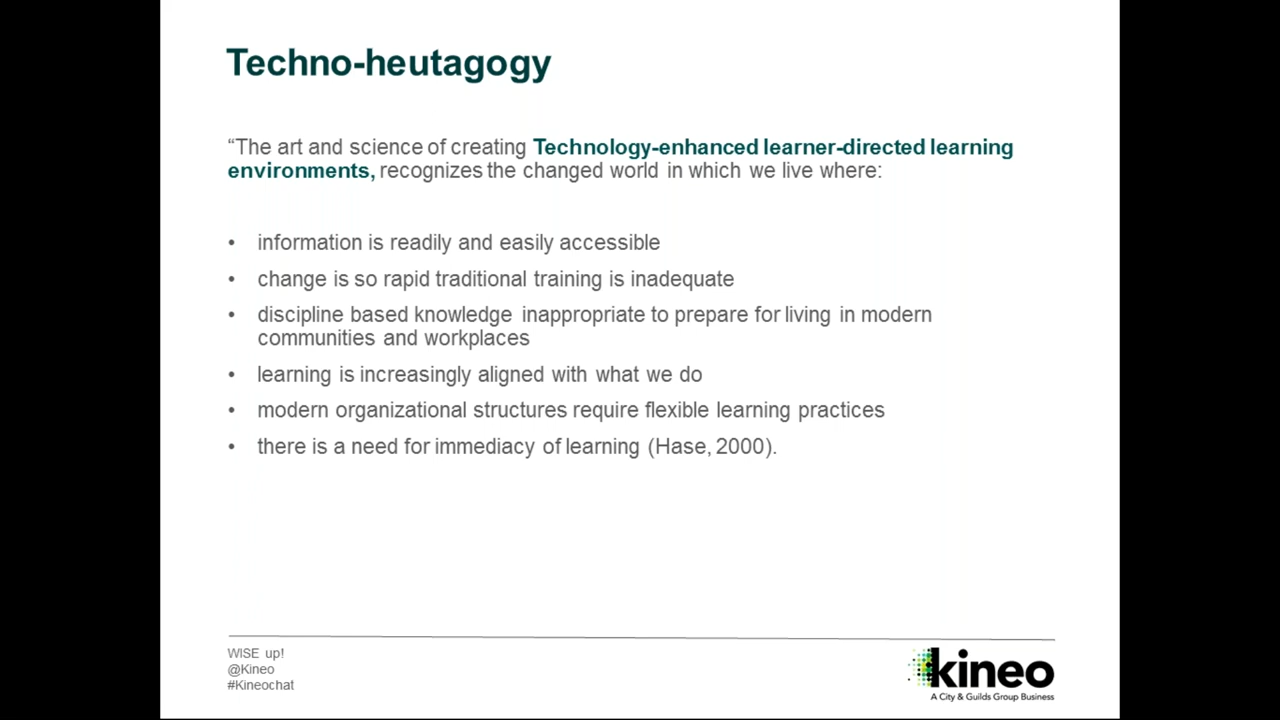 Techno-heutagogy
“The art and science of creating Technology-enhanced learner-directed learning
environments, recognizes the changed world in which we live where:
• information is readily and easily accessible
• change is so rapid traditional training is inadequate
• discipline based knowledge inappropriate to prepare for living in modern
communities and workplaces
• learning is increasingly aligned with what we do
• modern organizational structures require flexible learning practices
• there is a need for immediacy of learning (Hase, 2000).
WISE up!
@Kineo
#Kineochat
kineo
A City & Guilds Group Business